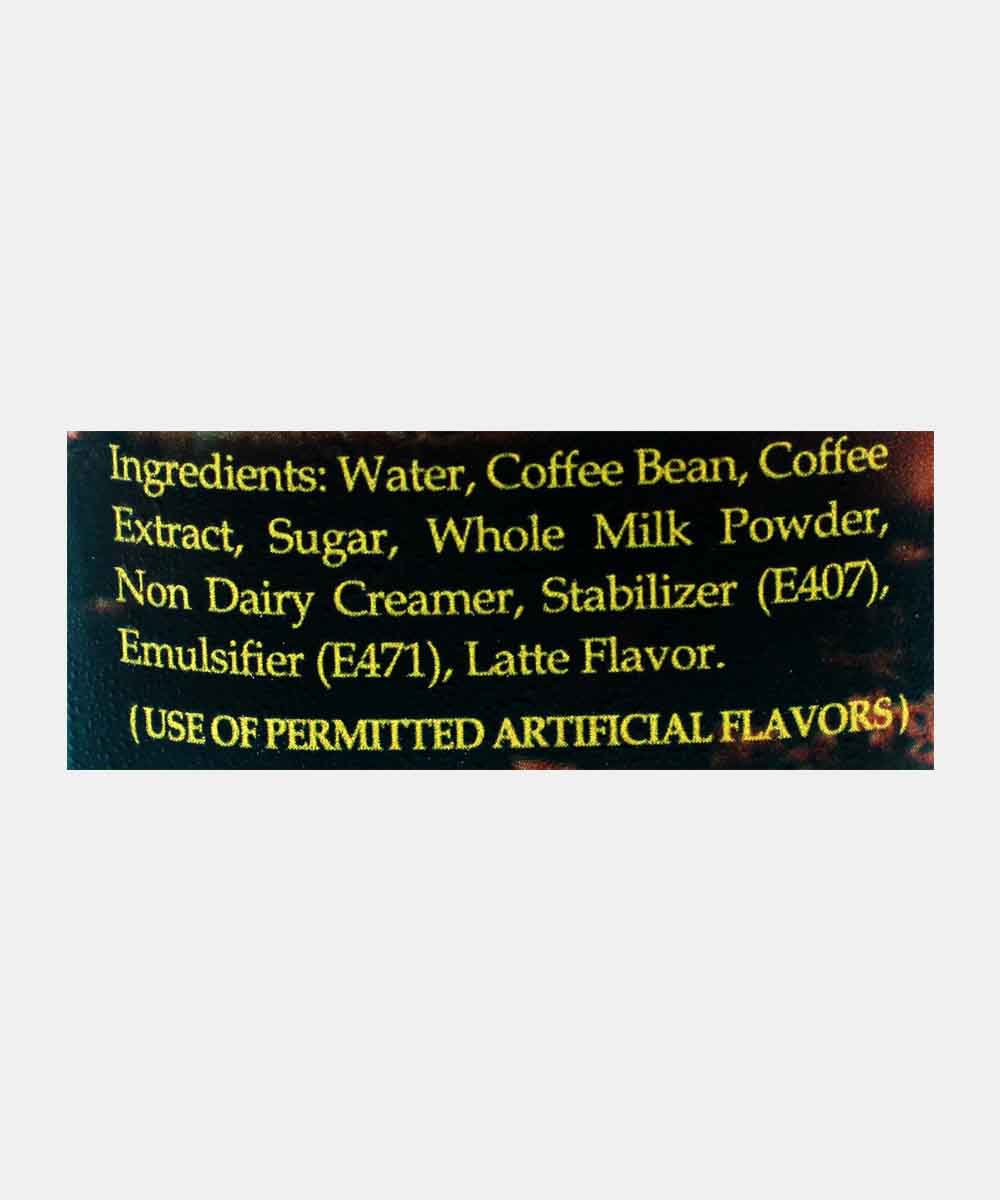 Ingredients: Water, Coffee Bean, Coffee
Extract, Sugar, Whole Milk Powder,
Non Dairy Creamer, Stabilizer (E407),
Emulsifier (E471), Latte Flavor.
(USE OF PERMITTED ARTIFICIAL FLAVORS)